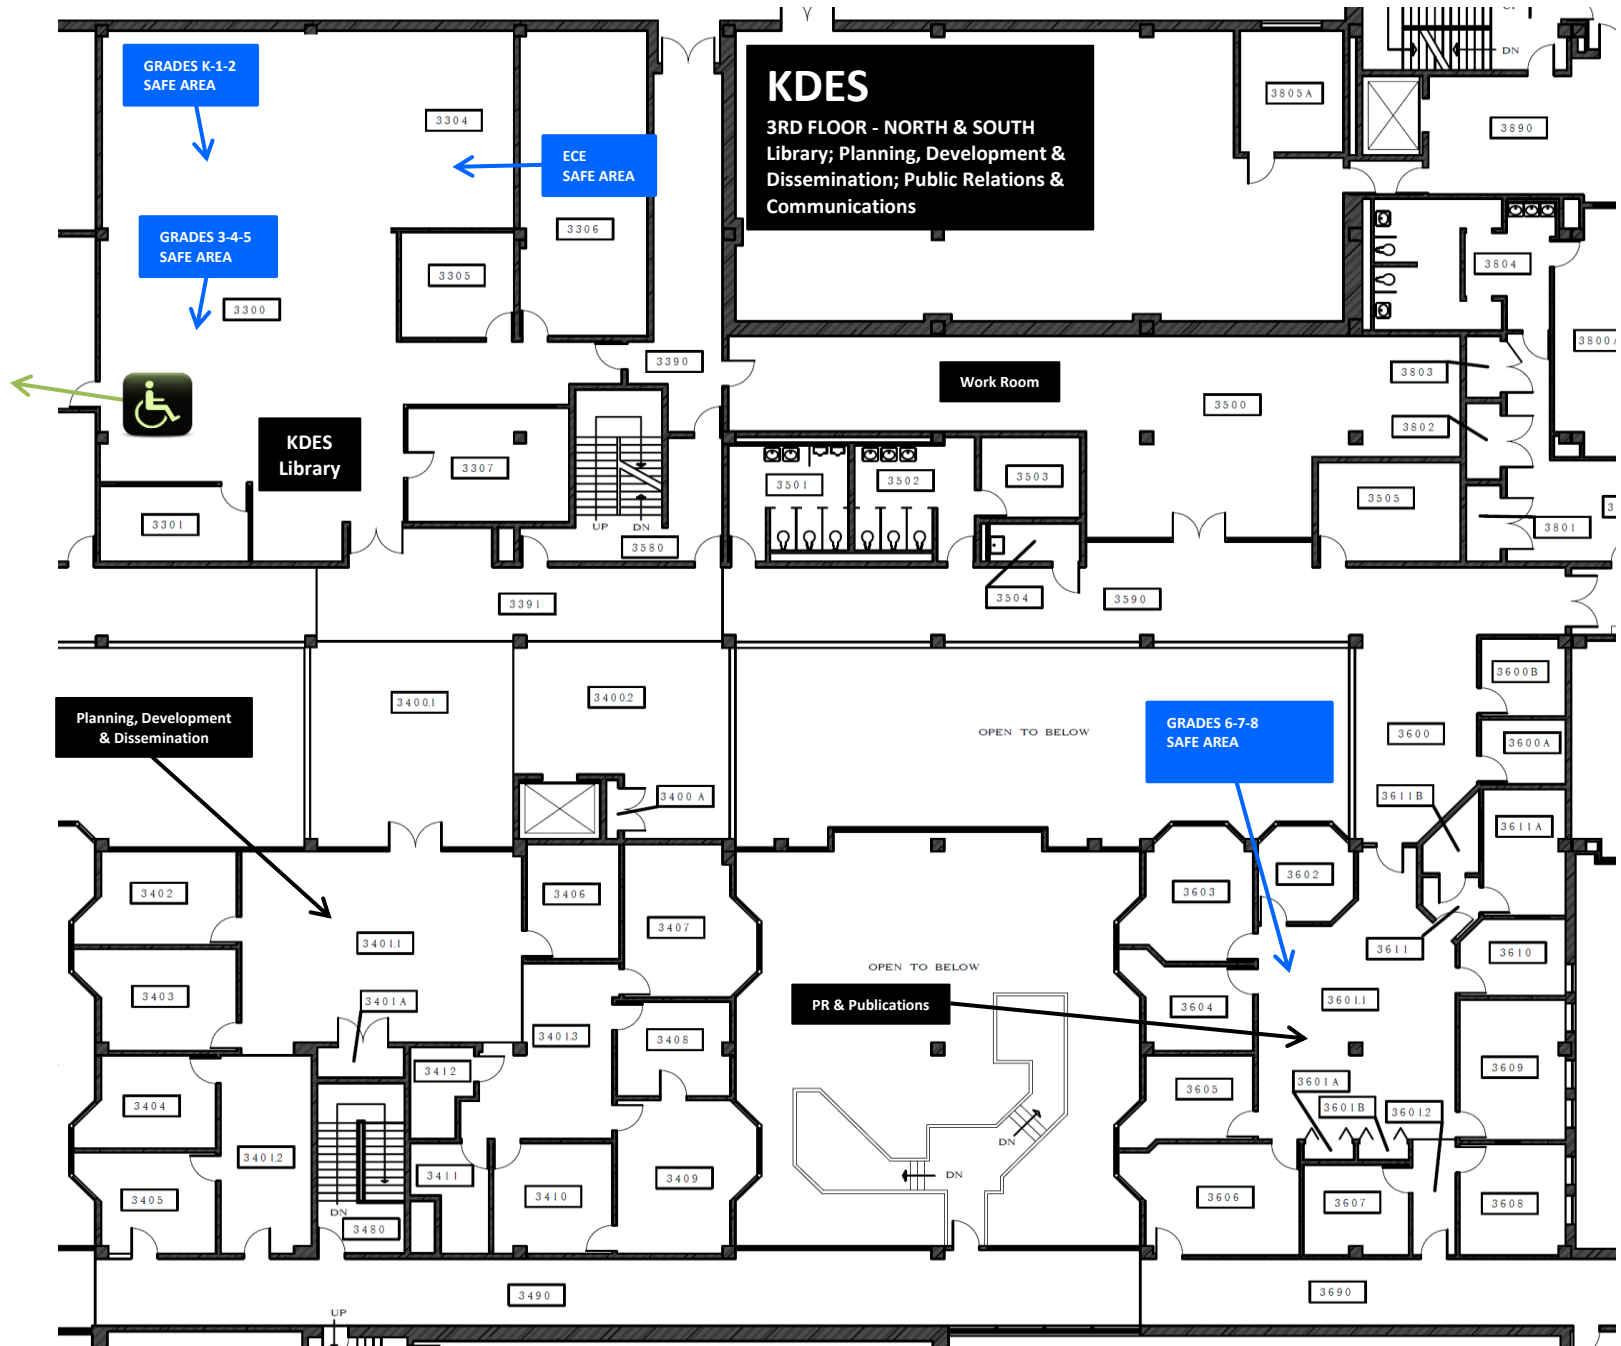 UP
DN
GRADES K-1-2
SAFE AREA
3304
ECE
SAFE AREA
3306
KDES
3RD FLOOR - NORTH & SOUTH
Library; Planning, Development &
Dissemination; Public Relations &
Communications
3805A
3890
GRADES 3-4-5
SAFE AREA
3305
3300
3804
3800A
3390
Work Room
3803
3500
3802
KDES
Library
3307
3501
3502
3503
3505
3301
UP
DN
3580
3801
3391
3504
3590
3400.1
3400.2
3600B
Planning, Development
& Dissemination
OPEN TO BELOW
GRADES 6-7-8
SAFE AREA
3600
3600A
3400 A
3611B
3611A
3402
3406
3407
3603
3602
3401.1
3611
3610
OPEN TO BELOW
3403
3401A
PR & Publications
3604
3601.1
3401.3
3408
3412
3609
3404
3605
3601A
3601B
3601.2
DN
3401.2
3411
3409
DN
3405
3410
3606
3607
3608
DN
3480
3490
3690
UP